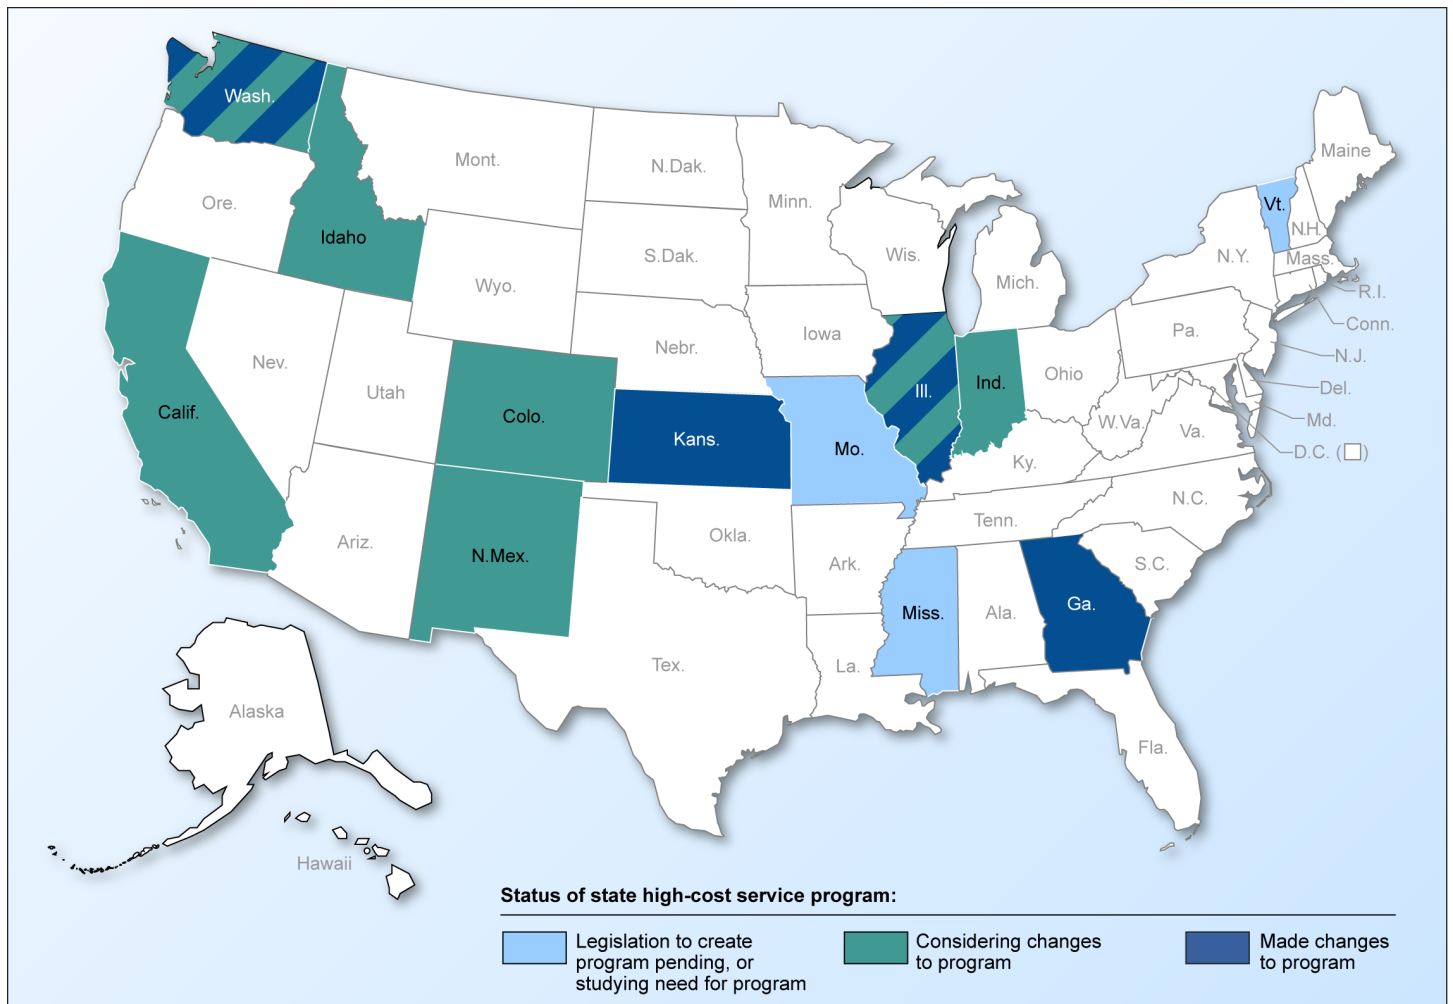 Wash.
Mont.
N.Dak.
Minn.
Maine
Ore.
Idaho
Vt.
N.H.
Wis.
N.Y.
Mass.
S.Dak.
Mich.
Wyo.
R.I.
Conn.
Iowa
Pa.
Nebr.
N.J.
Nev.
Ohio
Utah
Ind.
Ill.
Del.
Calif.
Colo.
Md.
W.Va.
Va.
Kans.
Mo.
D.C. ( )
Ky.
N.C.
Tenn.
Okla.
Ariz.
N.Mex.
Ark.
S.C.
Ga.
Miss.
Ala.
Tex.
La.
Alaska
Fla.
Hawaii
Status of state high-cost service program:
Legislation to create
program pending, or
studying need for program
Considering changes
to program
Made changes
to program